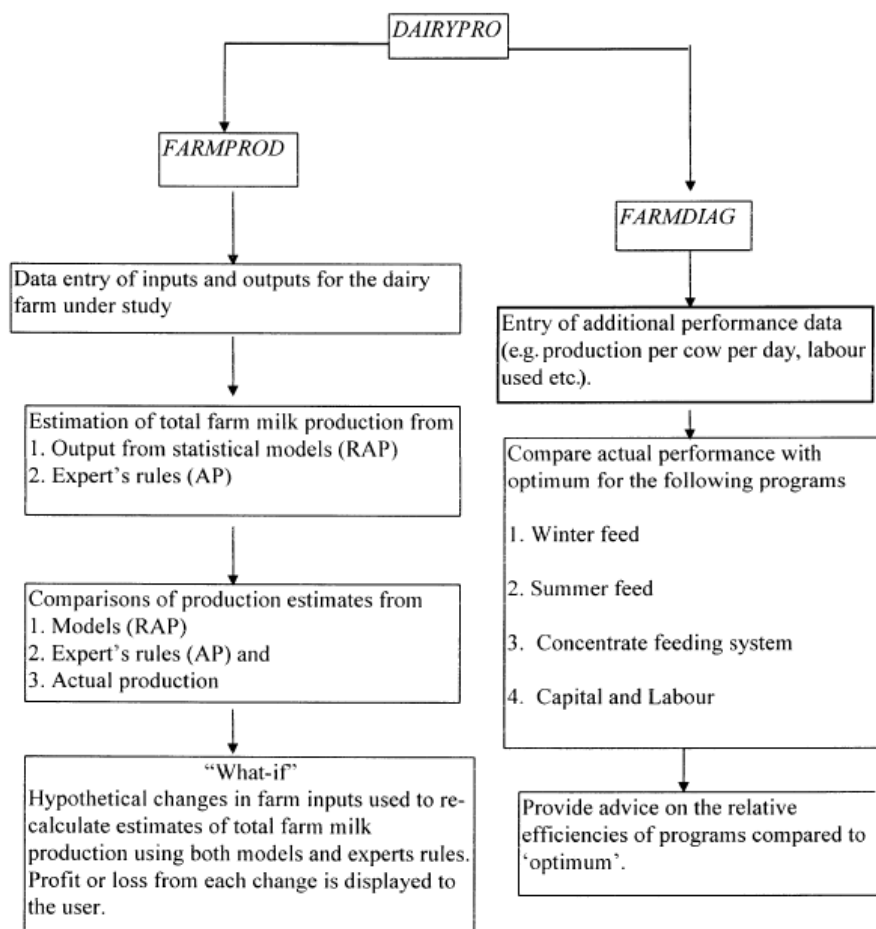 DAIRYPRO
FARMPROD
Data entry of inputs and outputs for the dairy
farm under study
Estimation of total farm milk production from
1. Output from statistical models (RAP)
2. Expert's rules (AP)
Comparisons of production estimates from
1. Models (RAP)
2. Expert's rules (AP) and
3. Actual production
“What-if”
Hypothetical changes in farm inputs used to re-
calculate estimates of total farm milk
production using both models and experts rules.
Profit or loss from each change is displayed to
the user.
FARMDIAG
Entry of additional performance data
(e.g. production per cow per day, labour
used etc.).
Compare actual performance with
optimum for the following programs
1. Winter feed
2. Summer feed
3. Concentrate feeding system
4. Capital and Labour
Provide advice on the relative
efficiencies of programs compared to
‘optimum’.